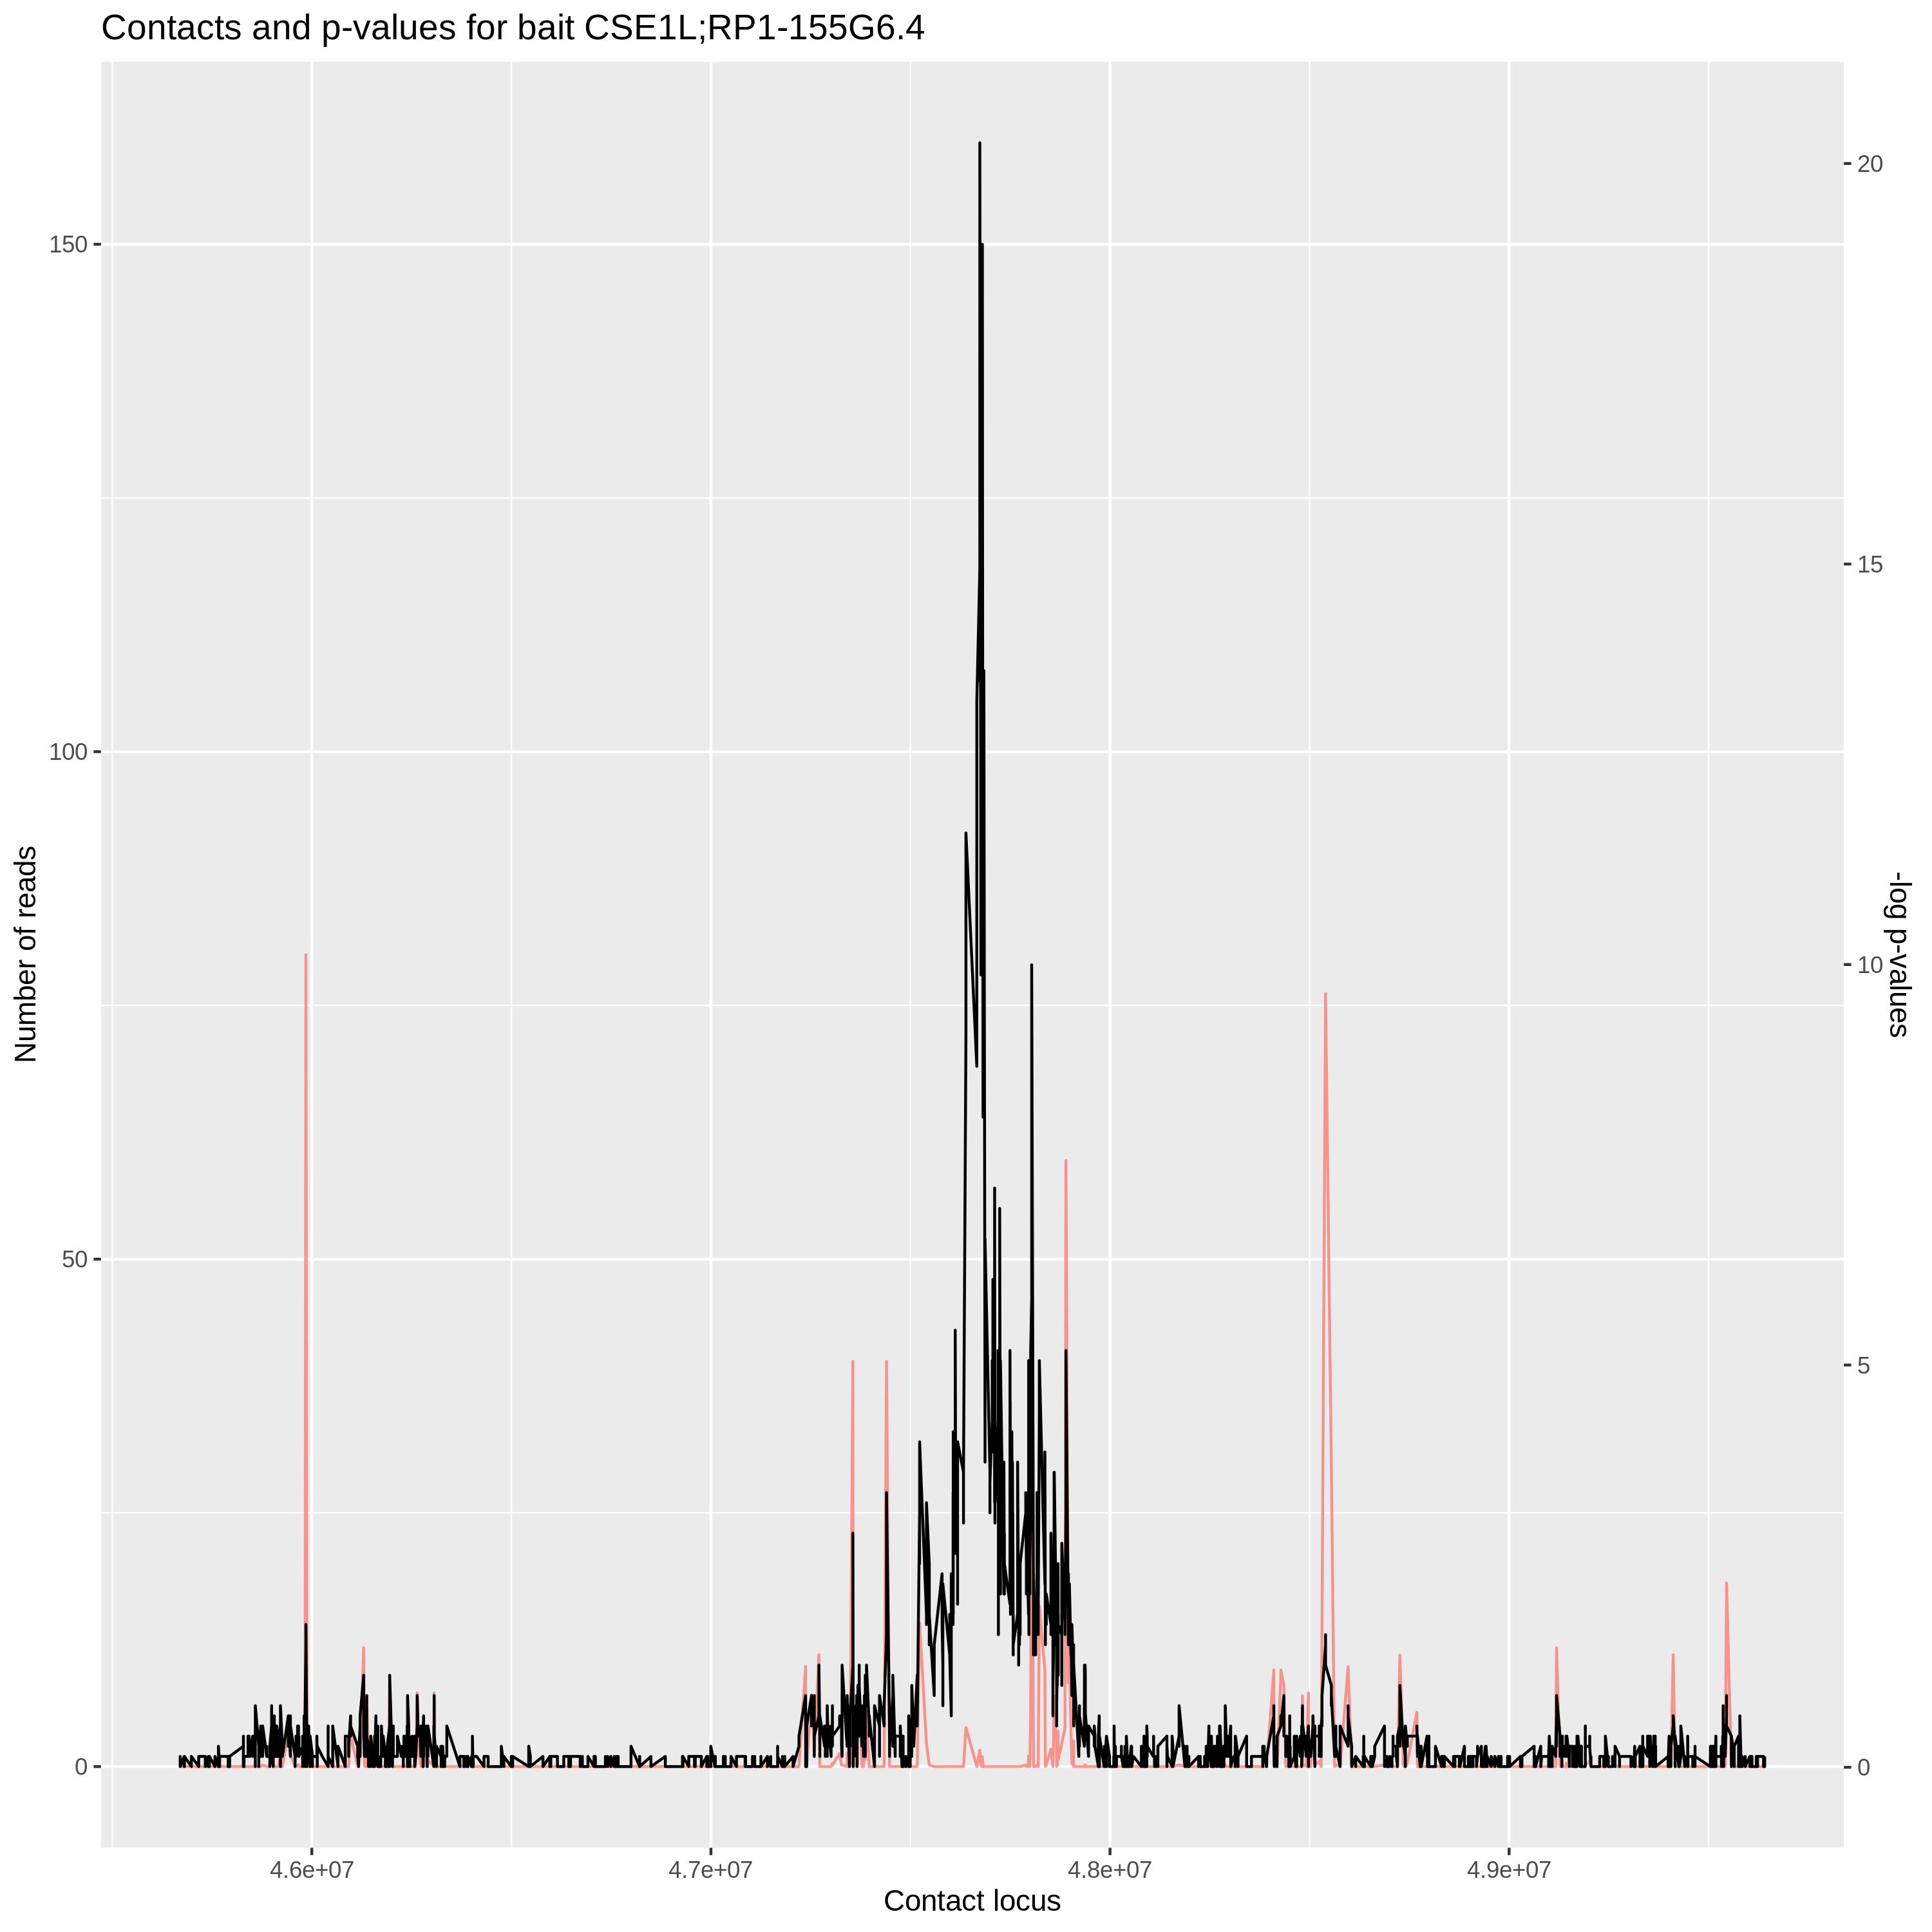 Contacts and p-values for bait CSE1L;RP1-155G6.4
150
100
50
0
Number of reads
20
15
10
5
0
-log p-values
4.6e+07
4.7e+07
4.8e+07
4.9e+07
Contact locus